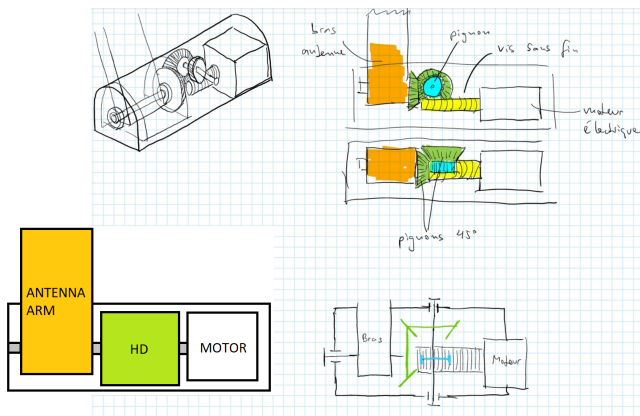 bras
antenne
pignon
vis sans fin
moteur
électrique
pignons 45°
ANTENNA
ARM
HD
MOTOR
Bras
Moteur